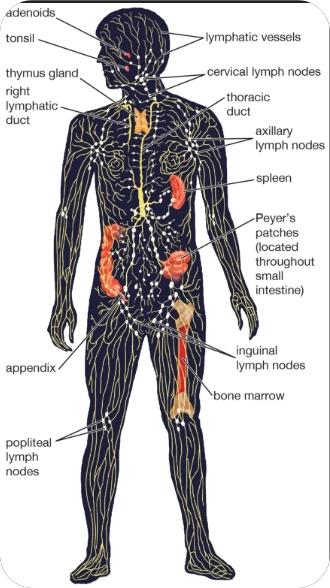 adenoids
tonsil
thymus gland
right
lymphatic
duct
lymphatic vessels
cervical lymph nodes
thoracic
duct
axillary
lymph nodes
spleen
Peyer's
patches
(located
throughout
small
intestine)
inguinal
lymph nodes
bone marrow
appendix
popliteal
lymph
nodes